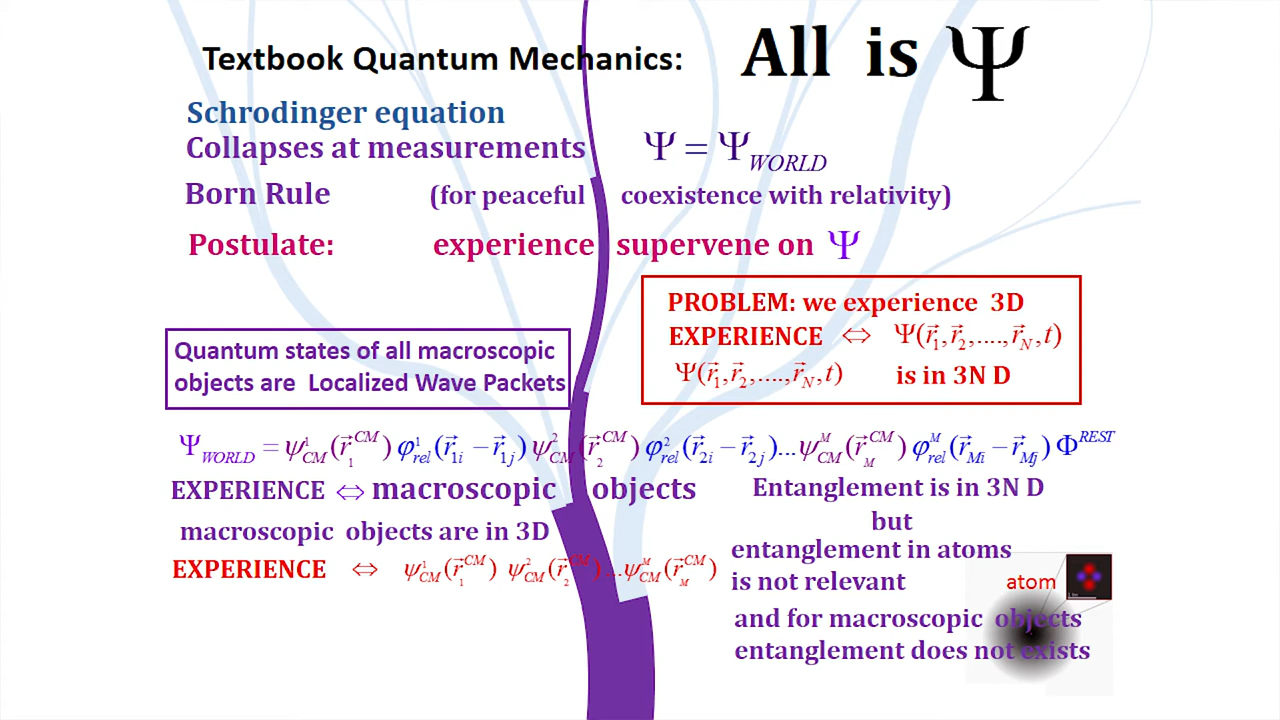 Textbook Quantum Mechanics: All is Ψ
Schrodinger equation
Collapses at measurements Ψ = Ψ_WORLD
Born Rule (for peaceful coexistence with relativity)
Postulate: experience supervene on Ψ
PROBLEM: we experience 3D
EXPERIENCE ⇔ Ψ(r⃗₁, r⃗₂, ...., r⃗_N, t)
Ψ(r⃗₁, r⃗₂, ...., r⃗_N, t) is in 3N D
Quantum states of all macroscopic
objects are Localized Wave Packets
Ψ_WORLD = ψ¹_CM(r⃗₁^CM) φ¹_rel(r⃗_1i − r⃗_1j) ψ²_CM(r⃗₂^CM) φ²_rel(r⃗_2i − r⃗_2j)... ψ^M_CM(r⃗_M^CM) φ^M_rel(r⃗_Mi − r⃗_Mj) Φ^REST
EXPERIENCE ⇔ macroscopic objects
macroscopic objects are in 3D
EXPERIENCE ⇔ ψ¹_CM(r⃗₁^CM) ψ²_CM(r⃗₂^CM)... ψ^M_CM(r⃗_M^CM)
Entanglement is in 3N D
but
entanglement in atoms
is not relevant
atom
and for macroscopic objects
entanglement does not exists